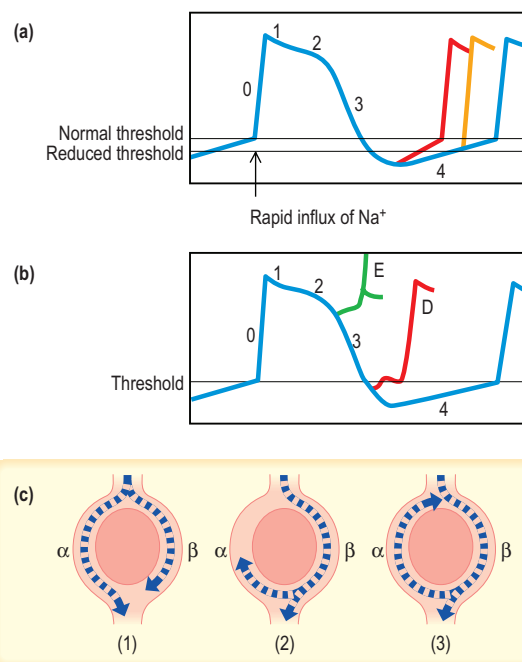 (a)
1
2
0
3
Normal threshold
Reduced threshold
4
Rapid influx of Na⁺
(b)
E
1
2
D
0
3
Threshold
4
(c)
α β α β α β
(1) (2) (3)